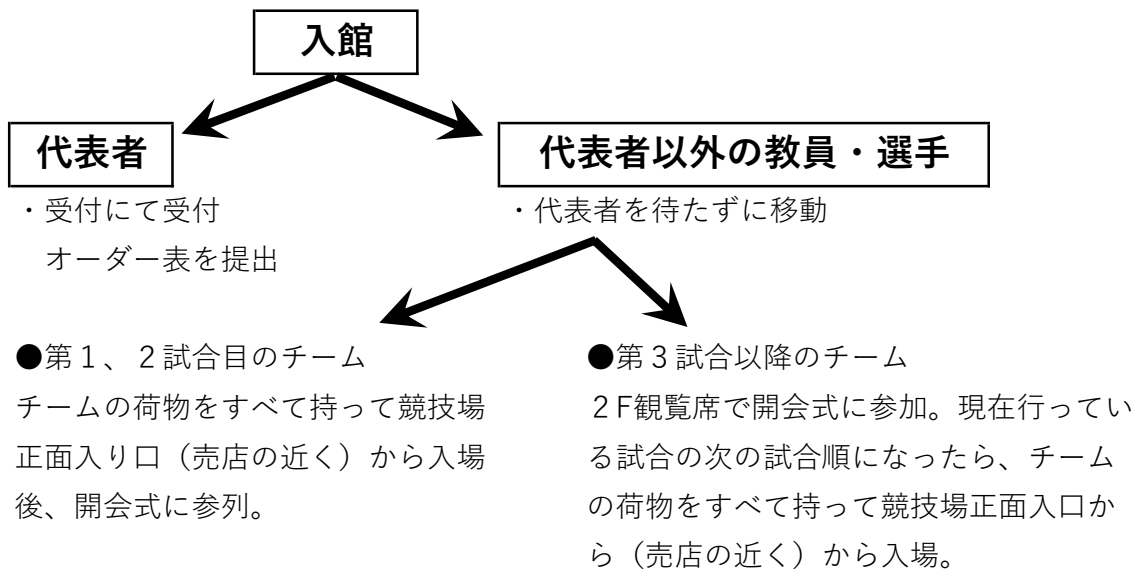 入館
代表者
・受付にて受付
オーダー表を提出
代表者以外の教員・選手
・代表者を待たずに移動
●第１、２試合目のチーム
チームの荷物をすべて持って競技場
正面入り口（売店の近く）から入場
後、開会式に参列。
●第３試合以降のチーム
２F観覧席で開会式に参加。現在行ってい
る試合の次の試合順になったら、チーム
の荷物をすべて持って競技場正面入口か
ら（売店の近く）から入場。